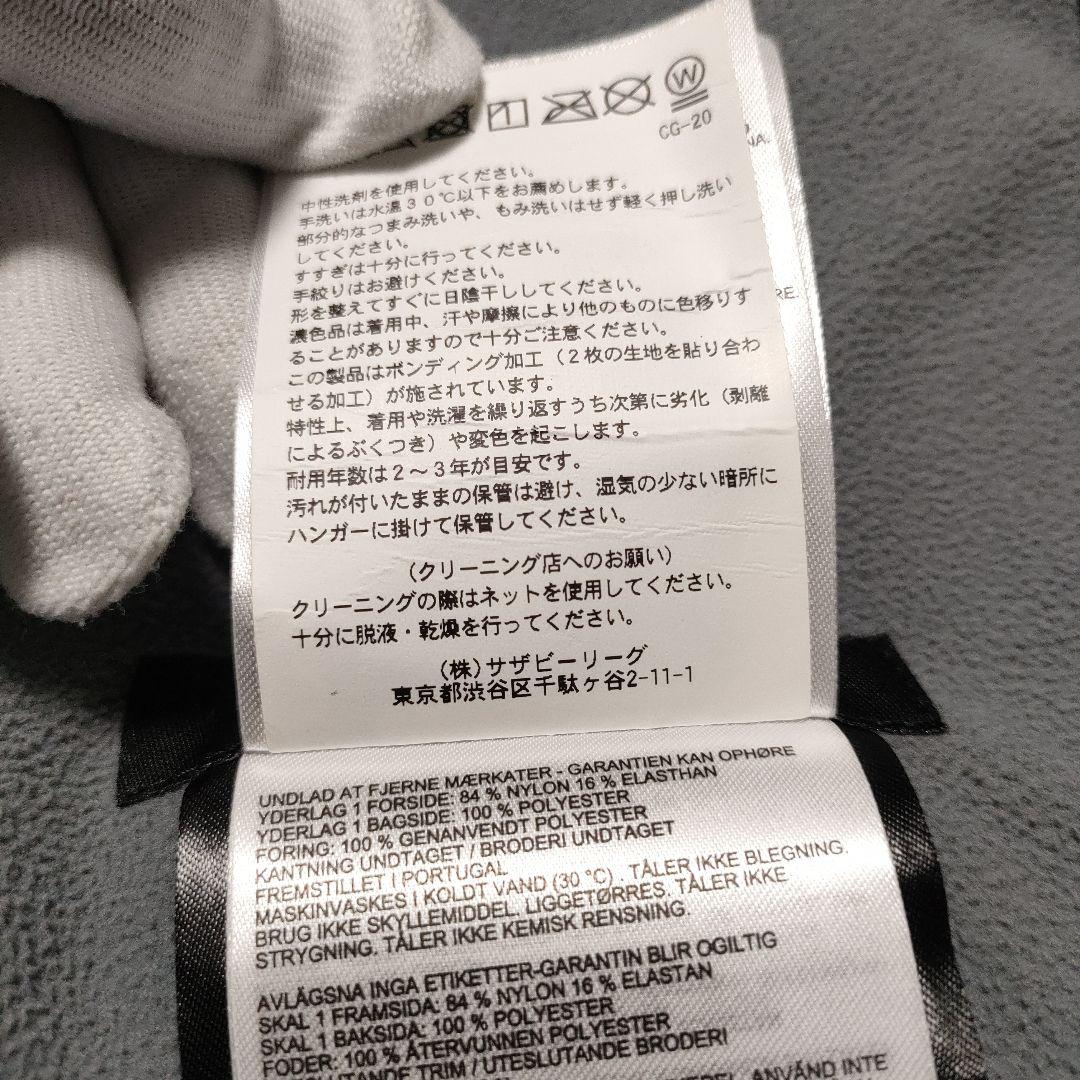 W
CG-20
中性洗剤を使用してください。
手洗いは水温30℃以下をお薦めします。
部分的なつまみ洗いや、もみ洗いはせず軽く押し洗い
してください。
すすぎは十分に行ってください。
手絞りはお避けください。
形を整えてすぐに日陰干ししてください。
濃色品は着用中、汗や摩擦により他のものに色移りす
ることがありますので十分ご注意ください。
この製品はボンディング加工（2枚の生地を貼り合わ
せる加工）が施されています。
特性上、着用や洗濯を繰り返すうち次第に劣化（剥離
によるぶくつき）や変色を起こします。
耐用年数は2～3年が目安です。
汚れが付いたままの保管は避け、湿気の少ない暗所に
ハンガーに掛けて保管してください。
（クリーニング店へのお願い）
クリーニングの際はネットを使用してください。
十分に脱液・乾燥を行ってください。
(株)サザビーリーグ
東京都渋谷区千駄ヶ谷2-11-1
NA.
RE.
UNDLAD AT FJERNE MÆRKATER - GARANTIEN KAN OPHØRE
YDERLAG 1 FORSIDE: 84 % NYLON 16 % ELASTHAN
YDERLAG 1 BAGSIDE: 100 % POLYESTER
FORING: 100 % GENANVENDT POLYESTER
KANTNING UNDTAGET / BRODERI UNDTAGET
FREMSTILLET I PORTUGAL
MASKINVASKES I KOLDT VAND (30 °C) . TÅLER IKKE BLEGNING.
BRUG IKKE SKYLLEMIDDEL. LIGGETØRRES. TÅLER IKKE
STRYGNING. TÅLER IKKE KEMISK RENSNING.
AVLÄGSNA INGA ETIKETTER-GARANTIN BLIR OGILTIG
SKAL 1 FRAMSIDA: 84 % NYLON 16 % ELASTAN
SKAL 1 BAKSIDA: 100 % POLYESTER
FODER: 100 % ÅTERVUNNEN POLYESTER
TRIM / UTESLUTANDE BRODERI
ANVÄND INTE